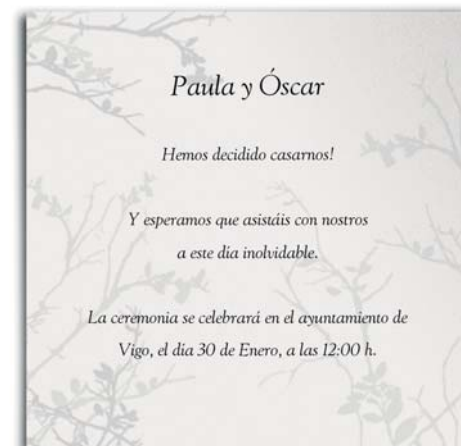 Paula y Óscar
Hemos decidido casarnos!
Y esperamos que asistáis con nostros
a este día inolvidable.
La ceremonia se celebrará en el ayuntamiento de
Vigo, el día 30 de Enero, a las 12:00 h.